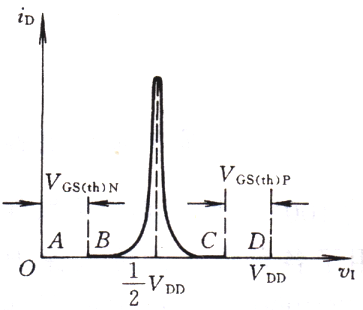 i_D
V_GS(th)N
V_GS(th)P
A B C D
O 1/2 V_DD V_DD v_I